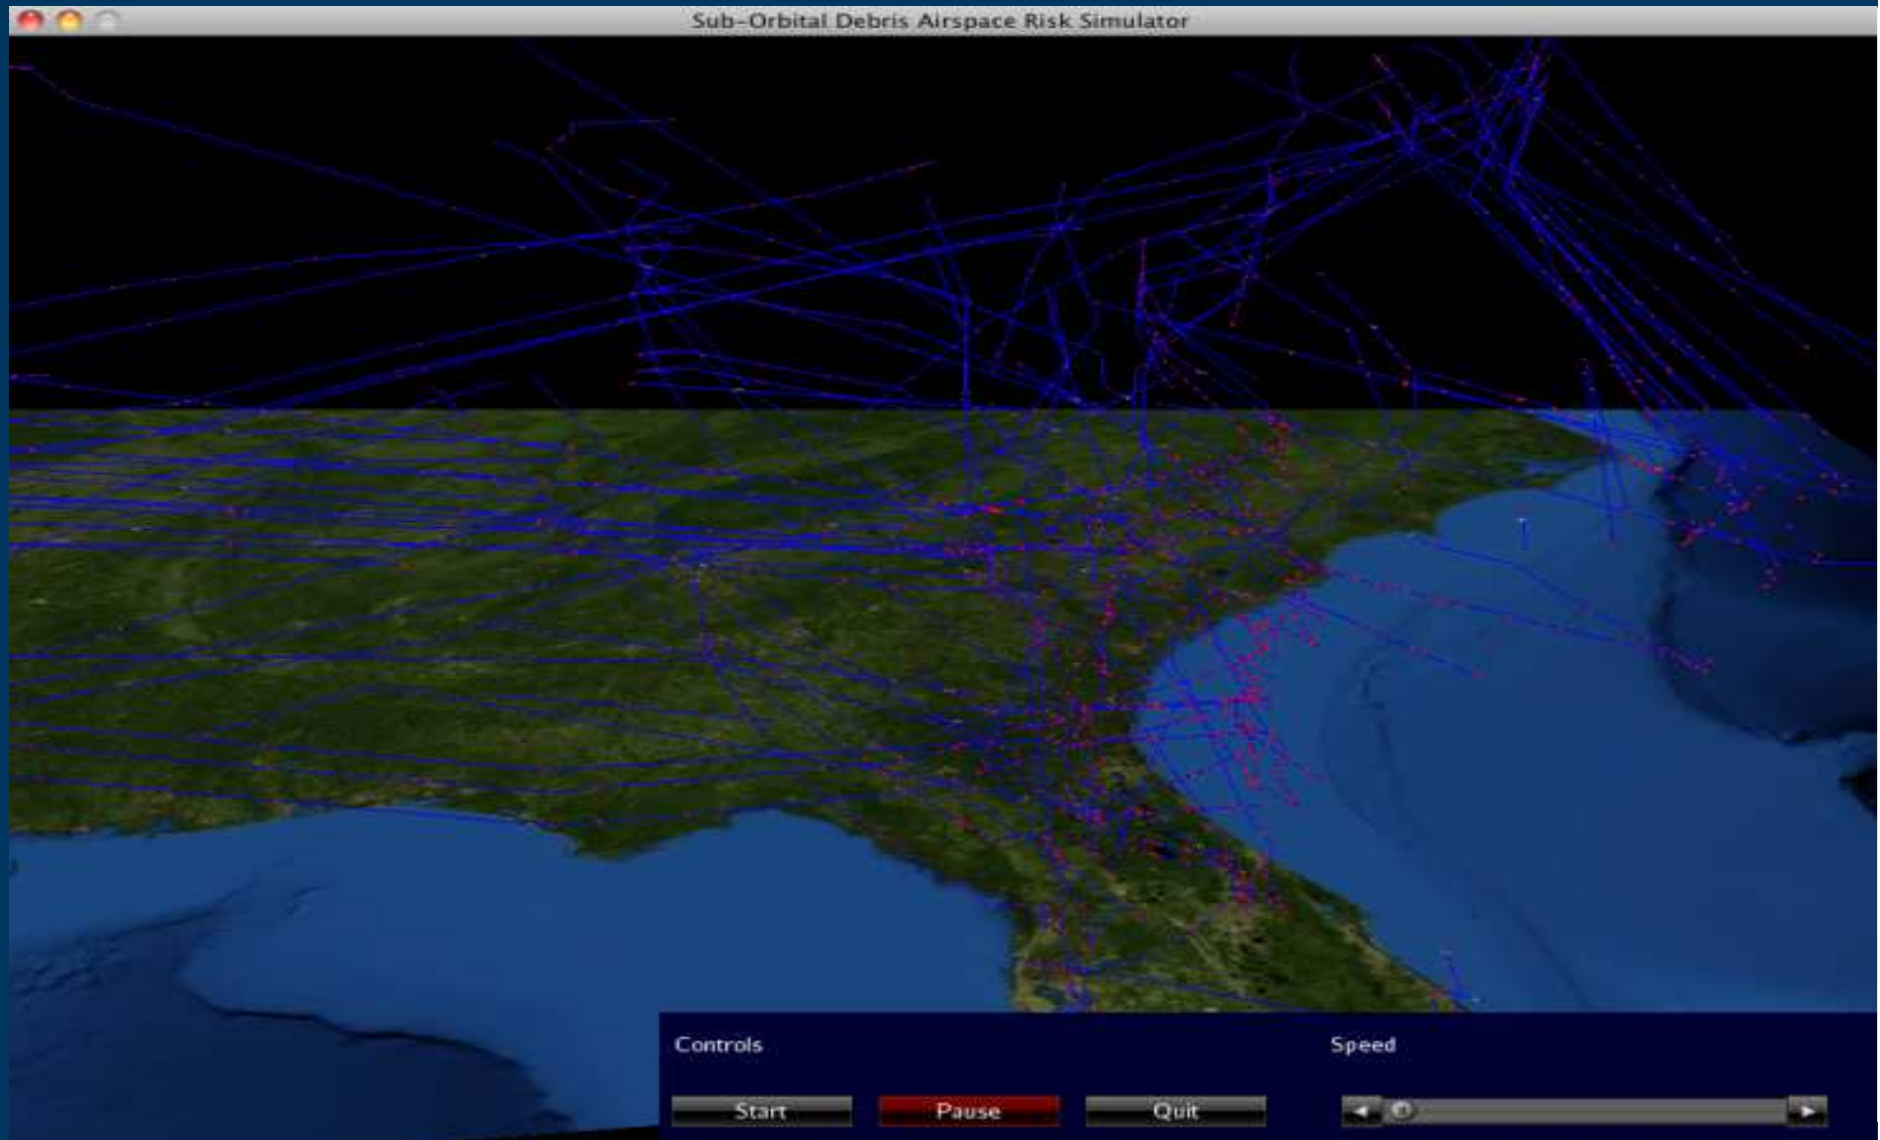 Sub-Orbital Debris Airspace Risk Simulator
Controls
Speed
Start
Pause
Quit